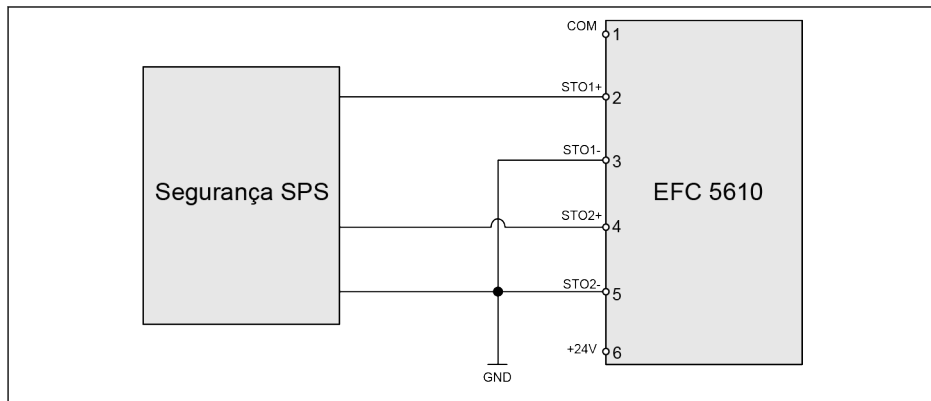 COM
1
STO1+
2
STO1-
3
Segurança SPS
EFC 5610
STO2+
4
STO2-
5
+24V
6
GND